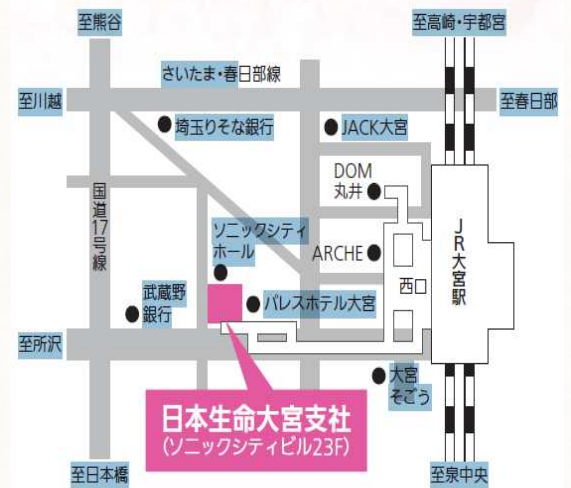 至熊谷
至高崎・宇都宮
さいたま・春日部線
至川越
至春日部
埼玉りそな銀行
JACK大宮
DOM
丸井
国道17号線
ソニックシティ
ホール
ARCHE
西口
JR大宮駅
武蔵野
銀行
パレスホテル大宮
至所沢
大宮
そごう
日本生命大宮支社
(ソニックシティビル23F)
至日本橋
至泉中央